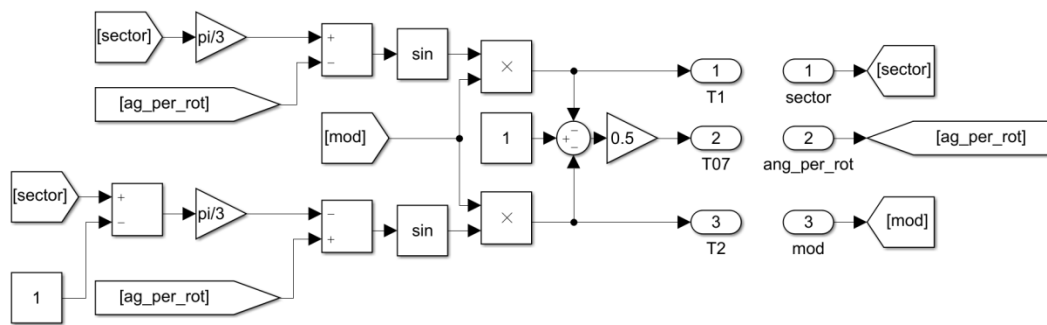 [sector]
pi/3
+
−
sin
×
1
T1
1
sector
[sector]
[ag_per_rot]
[mod]
1
−
+
−
0.5
2
T07
2
ang_per_rot
[ag_per_rot]
[sector]
+
−
pi/3
−
+
sin
×
3
T2
3
mod
[mod]
1
[ag_per_rot]